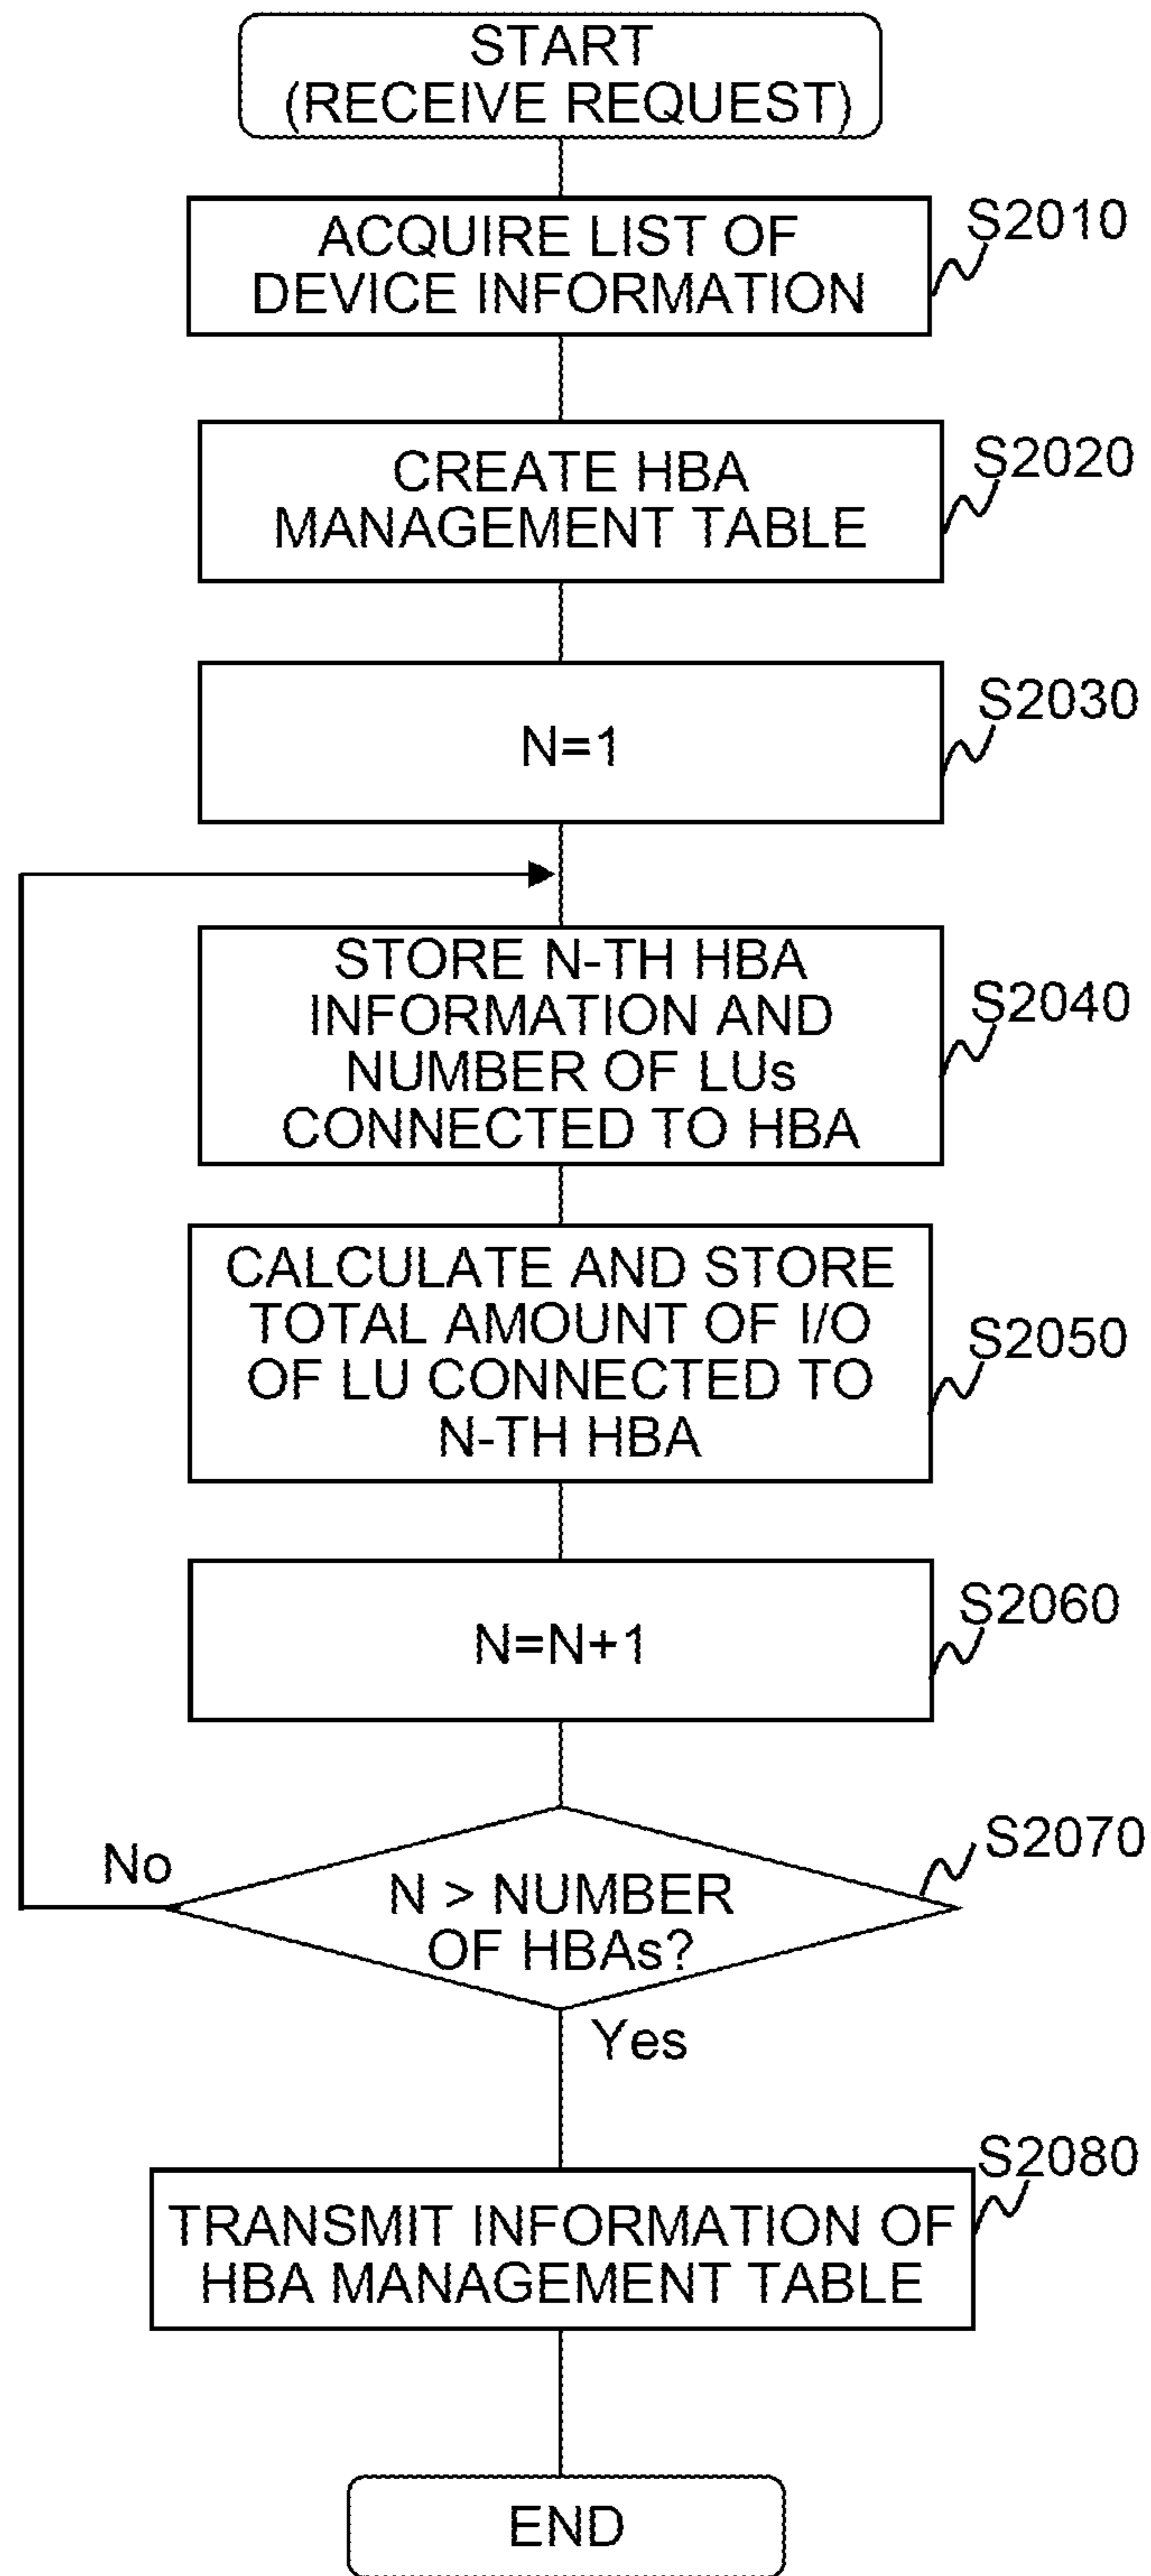 START
(RECEIVE REQUEST)
ACQUIRE LIST OF
DEVICE INFORMATION
S2010
CREATE HBA
MANAGEMENT TABLE
S2020
N=1
S2030
STORE N-TH HBA
INFORMATION AND
NUMBER OF LUs
CONNECTED TO HBA
S2040
CALCULATE AND STORE
TOTAL AMOUNT OF I/O
OF LU CONNECTED TO
N-TH HBA
S2050
N=N+1
S2060
N > NUMBER
OF HBAs?
S2070
No
Yes
TRANSMIT INFORMATION OF
HBA MANAGEMENT TABLE
S2080
END